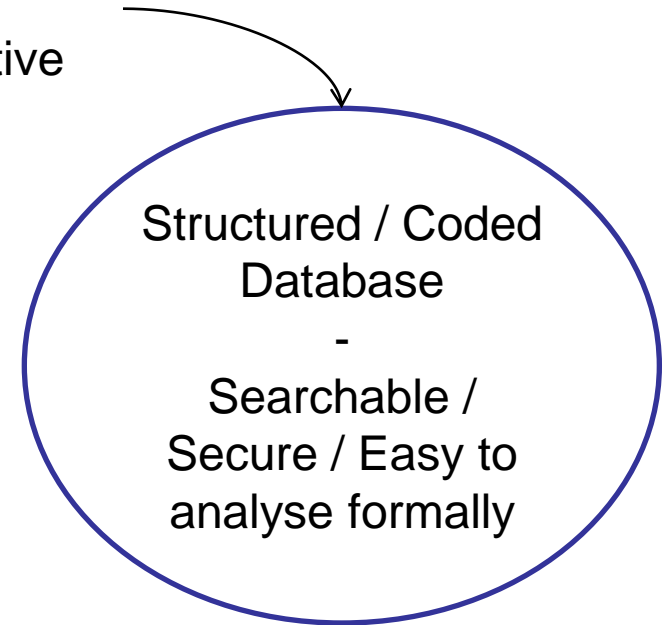 tive
Structured / Coded
Database
-
Searchable /
Secure / Easy to
analyse formally